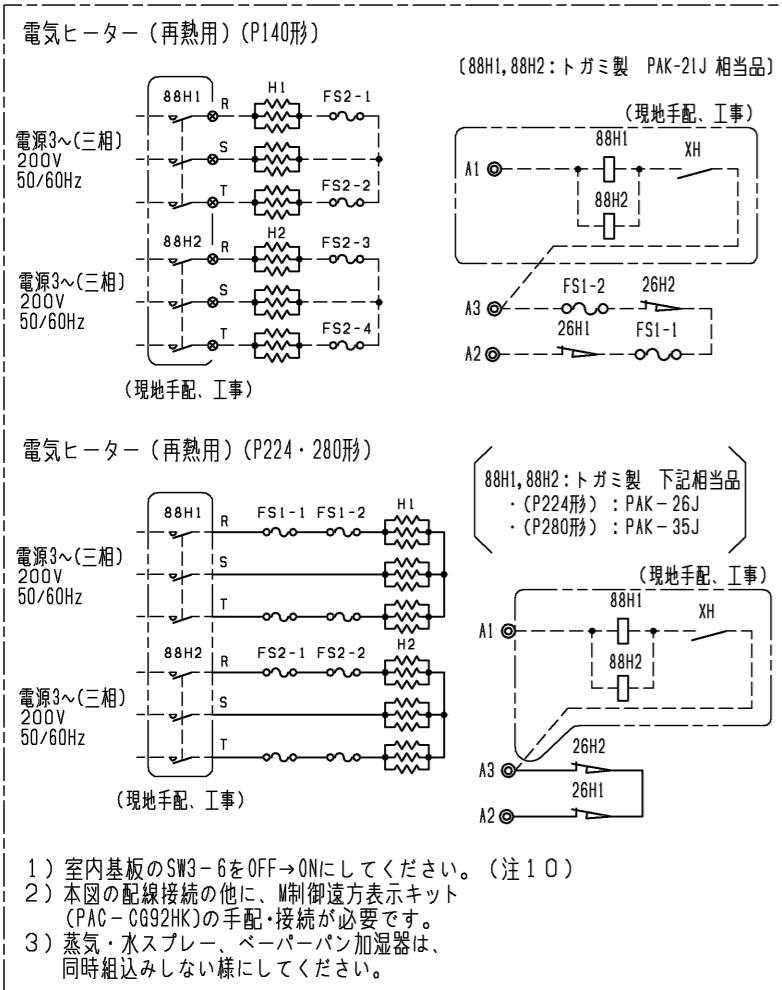 電気ヒーター(再熱用)(P140形)
〔88H1,88H2:トガミ製 PAK-21J 相当品〕
88H1
R
H1
FS2-1
電源3~(三相)
200V
50/60Hz
S
T
FS2-2
88H2
R
H2
FS2-3
電源3~(三相)
200V
50/60Hz
S
T
FS2-4
(現地手配、工事)
(現地手配、工事)
88H1
XH
A1
88H2
FS1-2
26H2
A3
26H1
FS1-1
A2
電気ヒーター(再熱用)(P224・280形)
88H1,88H2:トガミ製 下記相当品
・(P224形):PAK-26J
・(P280形):PAK-35J
88H1
R
FS1-1
FS1-2
H1
電源3~(三相)
200V
50/60Hz
S
T
88H2
R
FS2-1
FS2-2
H2
電源3~(三相)
200V
50/60Hz
S
T
(現地手配、工事)
(現地手配、工事)
88H1
XH
A1
88H2
A3
26H2
26H1
A2
1)室内基板のSW3-6をOFF→ONにしてください。(注10)
2)本図の配線接続の他に、M制御遠方表示キット
(PAC-CG92HK)の手配・接続が必要です。
3)蒸気・水スプレー、ベーパーパン加湿器は、
同時組込みしない様にしてください。